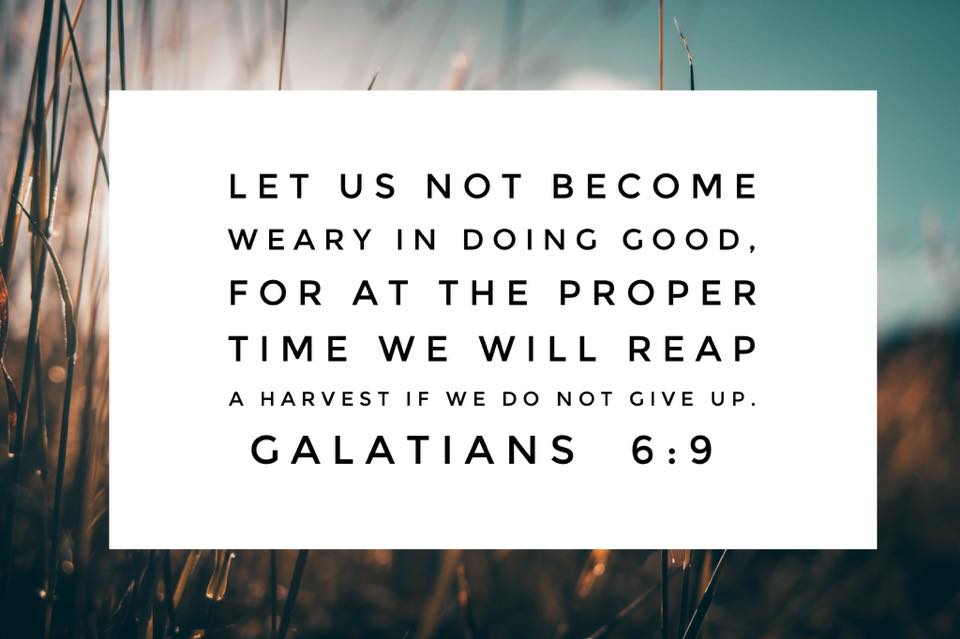 LET US NOT BECOME
WEARY IN DOING GOOD,
FOR AT THE PROPER
TIME WE WILL REAP
A HARVEST IF WE DO NOT GIVE UP.
GALATIANS 6:9